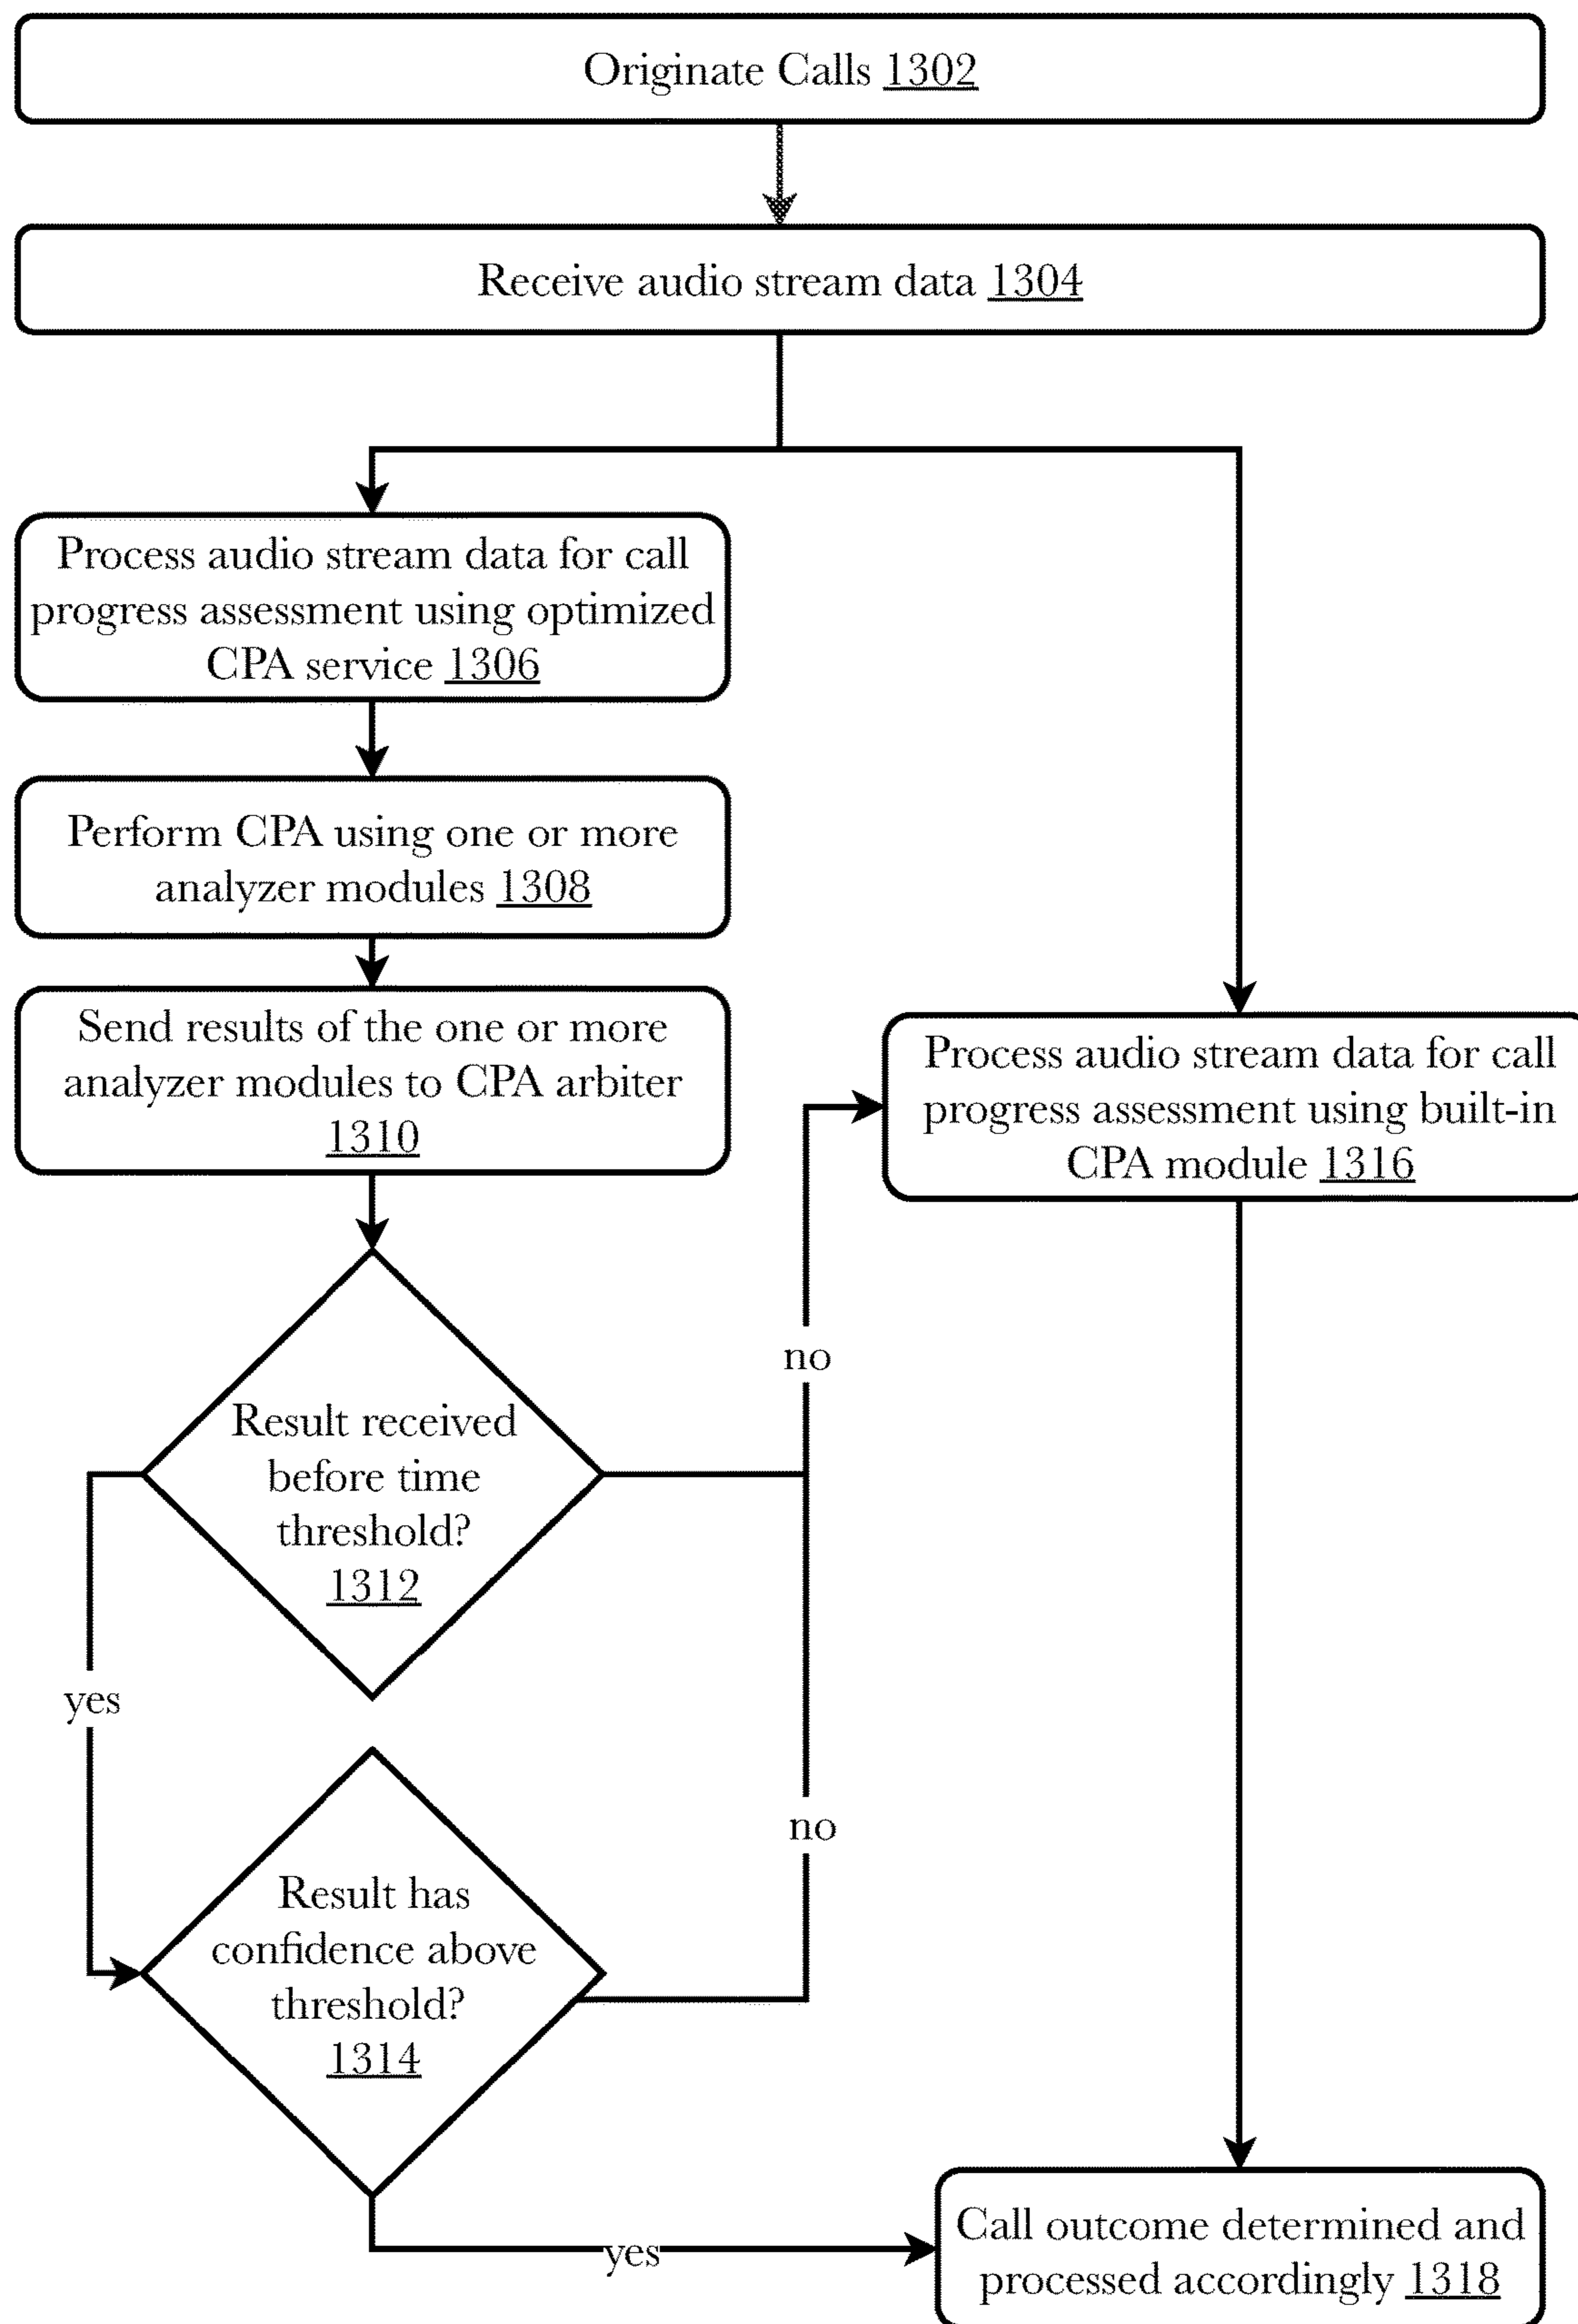 Originate Calls 1302
Receive audio stream data 1304
Process audio stream data for call
progress assessment using optimized
CPA service 1306
Perform CPA using one or more
analyzer modules 1308
Send results of the one or more
analyzer modules to CPA arbiter
1310
Process audio stream data for call
progress assessment using built-in
CPA module 1316
no
Result received
before time
threshold?
1312
yes
no
Result has
confidence above
threshold?
1314
yes
Call outcome determined and
processed accordingly 1318